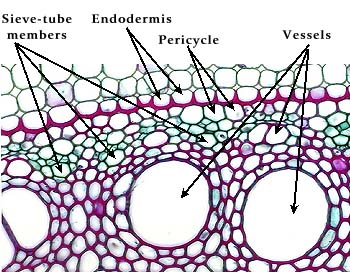 Sieve-tube
members
Endodermis
Pericycle
Vessels